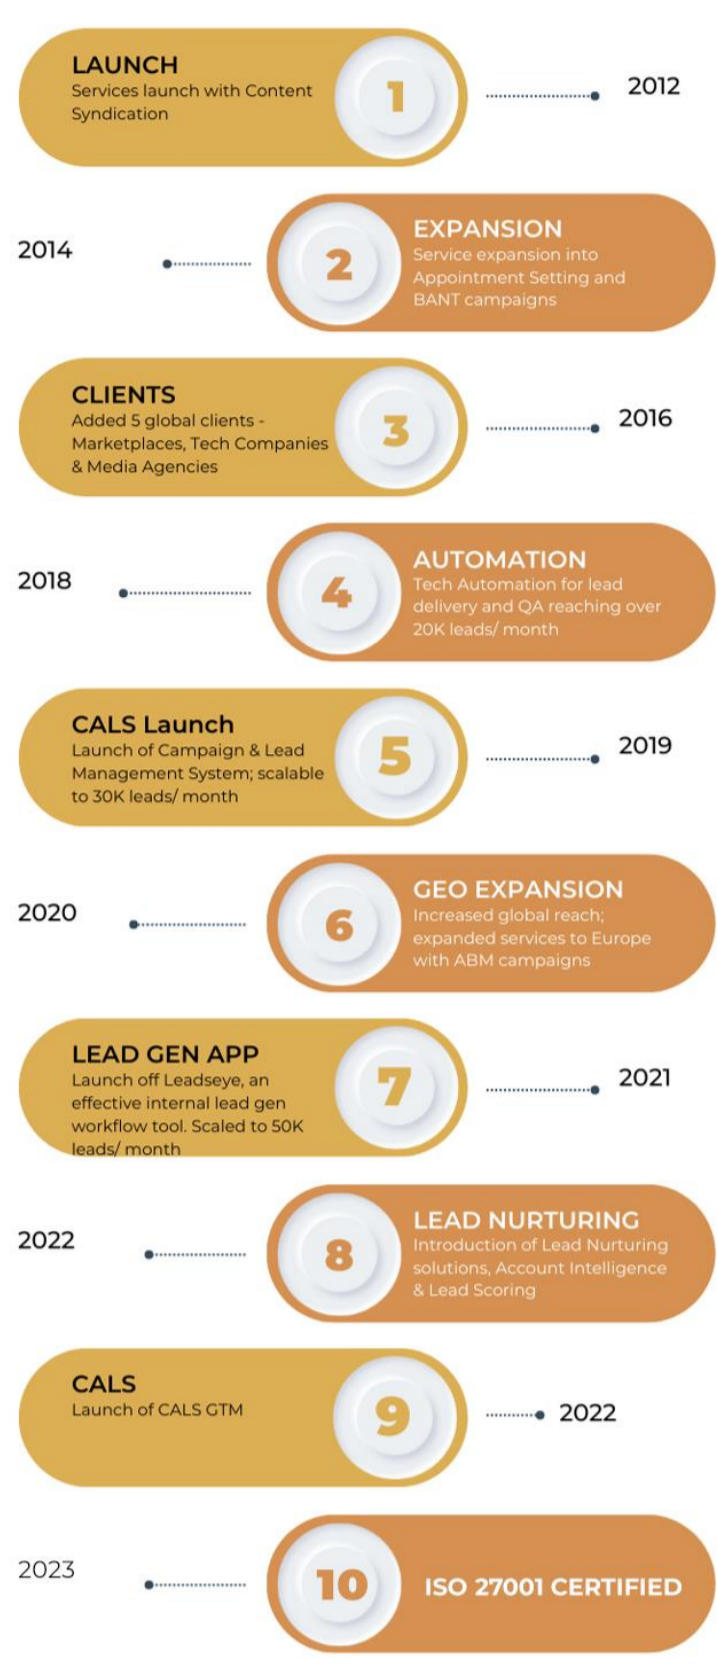 LAUNCH
Services launch with Content
Syndication
1
2012
2014
2
EXPANSION
Service expansion into
Appointment Setting and
BANT campaigns
CLIENTS
Added 5 global clients -
Marketplaces, Tech Companies
& Media Agencies
3
2016
2018
4
AUTOMATION
Tech Automation for lead
delivery and QA reaching over
20K leads/ month
CALS Launch
Launch of Campaign & Lead
Management System; scalable
to 30K leads/ month
5
2019
2020
6
GEO EXPANSION
Increased global reach;
expanded services to Europe
with ABM campaigns
LEAD GEN APP
Launch off Leadseye, an
effective internal lead gen
workflow tool. Scaled to 50K
leads/ month
7
2021
2022
8
LEAD NURTURING
Introduction of Lead Nurturing
solutions, Account Intelligence
& Lead Scoring
CALS
Launch of CALS GTM
9
2022
2023
10
ISO 27001 CERTIFIED